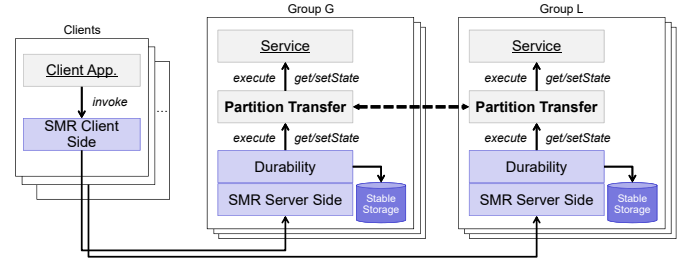 Clients
Client App.
invoke
SMR Client
Side
...
Group G
Service
execute get/setState
Partition Transfer
execute get/setState
Durability
SMR Server Side
Stable
Storage
Group L
Service
execute get/setState
Partition Transfer
execute get/setState
Durability
SMR Server Side
Stable
Storage